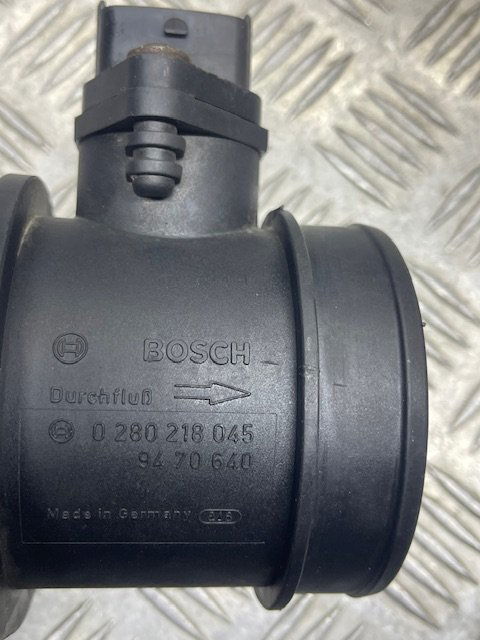 BOSCH
Durchfluß
0 280 218 045
94 70 640
Made in Germany